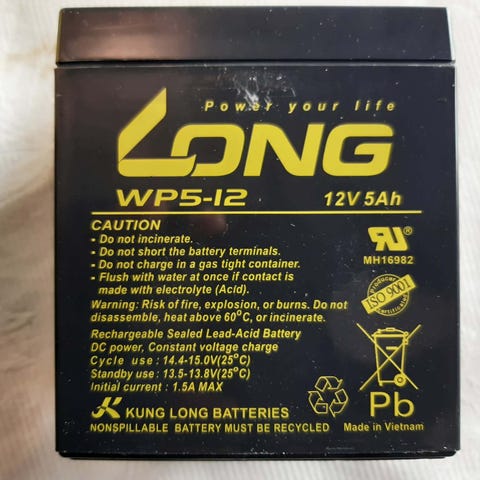 Power your life
LONG
WP5-12 12V 5Ah
CAUTION
- Do not incinerate.
- Do not short the battery terminals.
- Do not charge in a gas tight container.
- Flush with water at once if contact is
made with electrolyte (Acid).
RU
MH16982
Producer
ISO 9001
Warning: Risk of fire, explosion, or burns. Do not
disassemble, heat above 60°C, or incinerate.
Rechargeable Sealed Lead-Acid Battery
DC power, Constant voltage charge
Cycle use : 14.4-15.0V(25°C)
Standby use : 13.5-13.8V(25°C)
Initial current : 1.5A MAX
KUNG LONG BATTERIES
NONSPILLABLE BATTERY MUST BE RECYCLED
Pb
Made in Vietnam